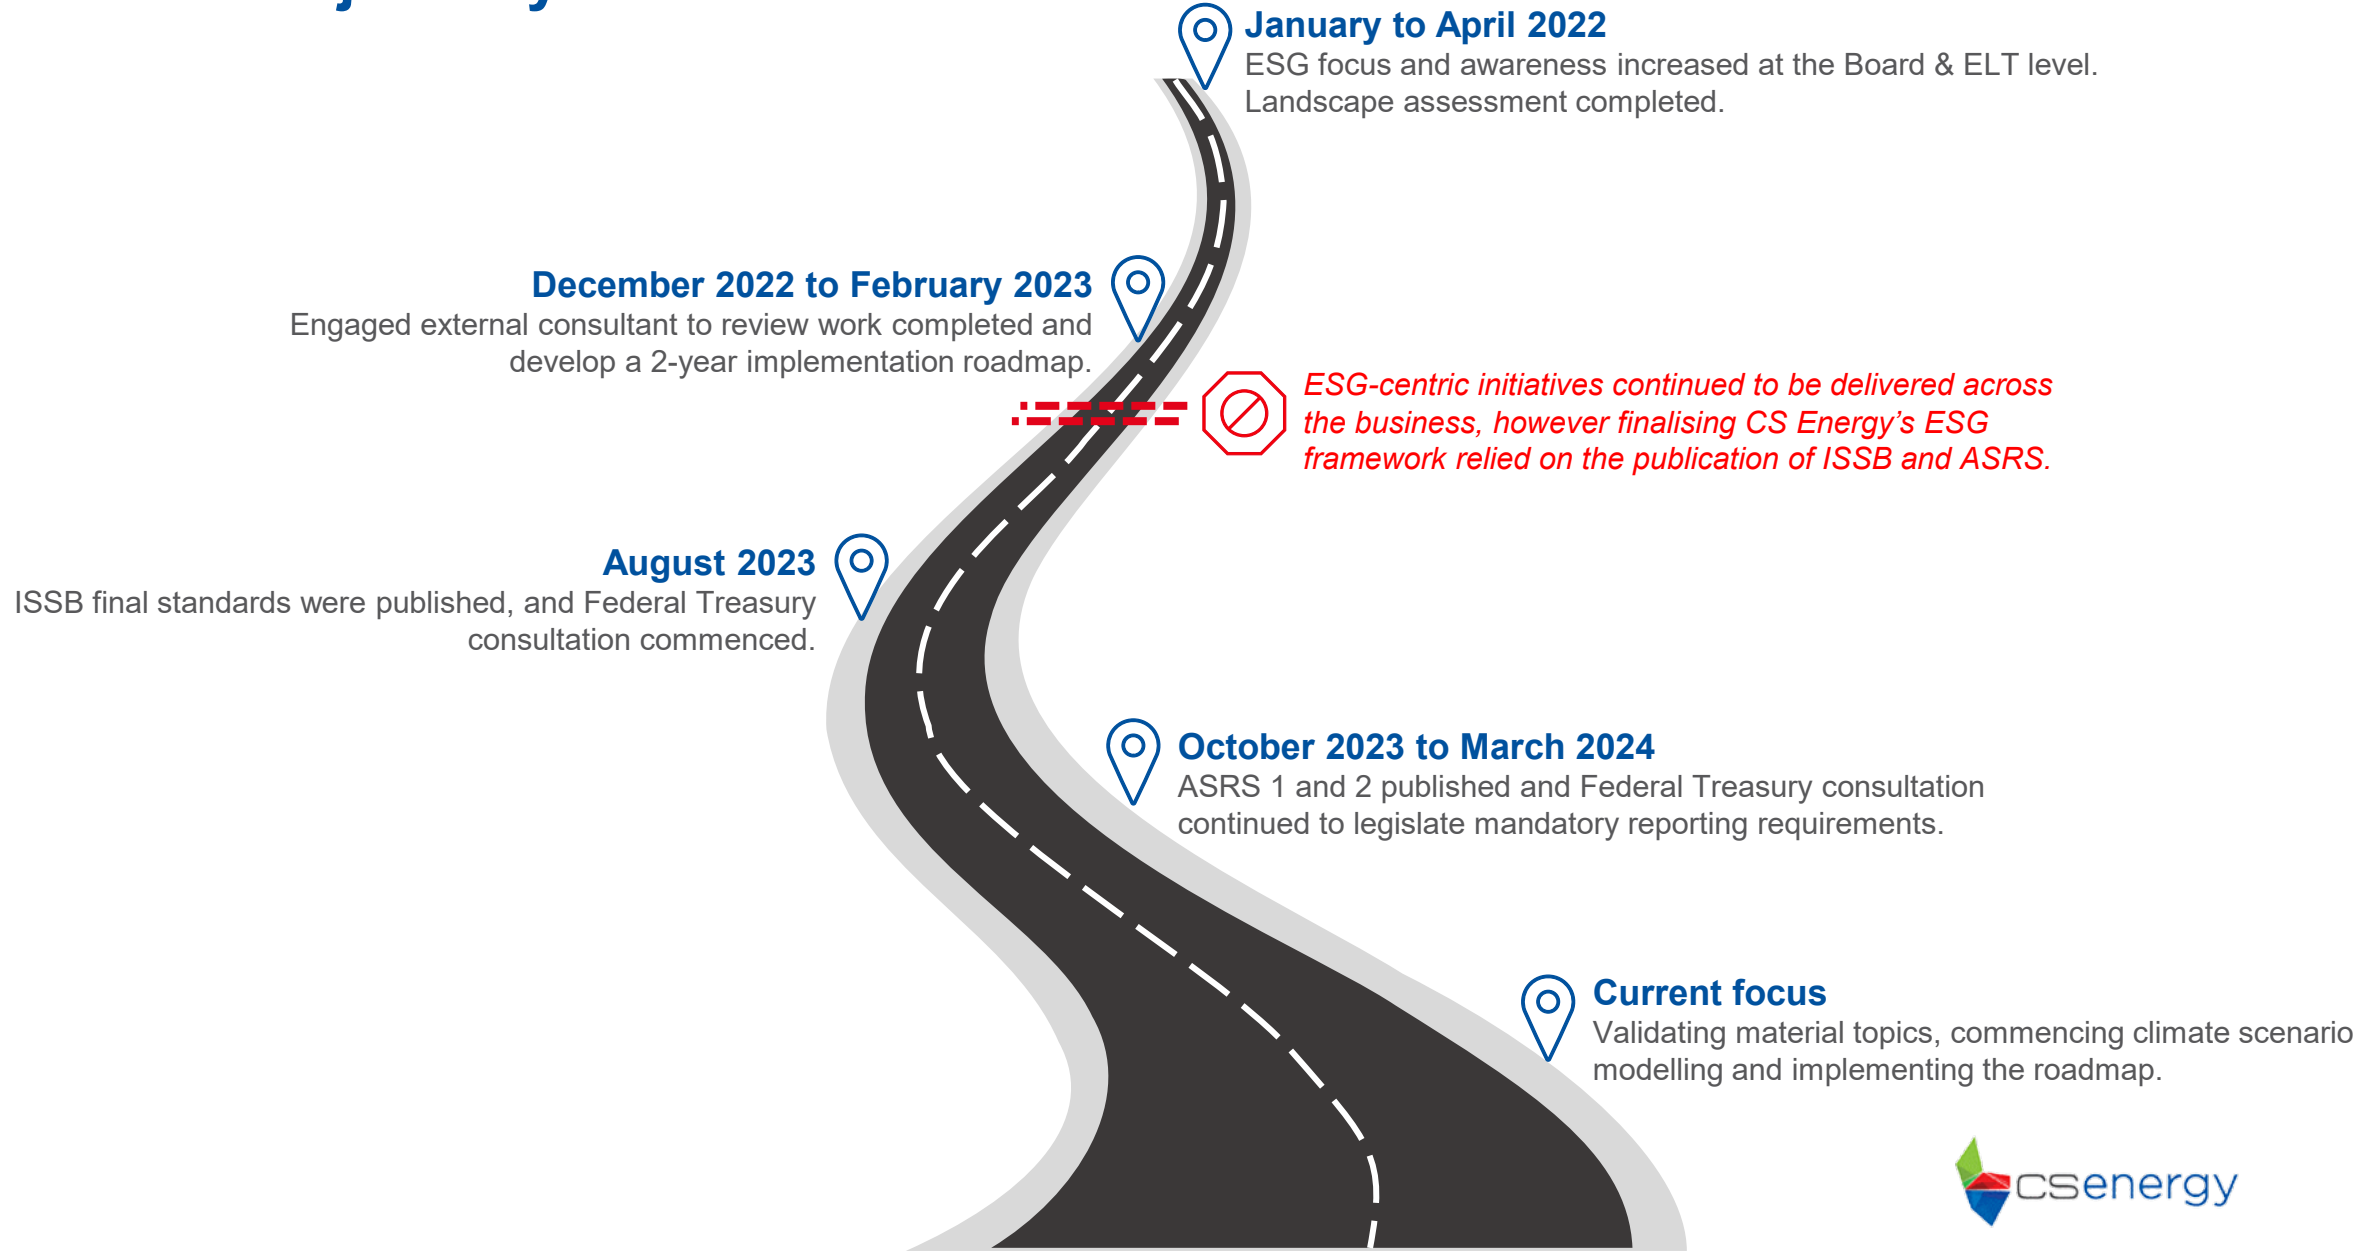 January to April 2022
ESG focus and awareness increased at the Board & ELT level.
Landscape assessment completed.
December 2022 to February 2023
Engaged external consultant to review work completed and
develop a 2-year implementation roadmap.
ESG-centric initiatives continued to be delivered across
the business, however finalising CS Energy’s ESG
framework relied on the publication of ISSB and ASRS.
August 2023
ISSB final standards were published, and Federal Treasury
consultation commenced.
October 2023 to March 2024
ASRS 1 and 2 published and Federal Treasury consultation
continued to legislate mandatory reporting requirements.
Current focus
Validating material topics, commencing climate scenario
modelling and implementing the roadmap.
csenergy